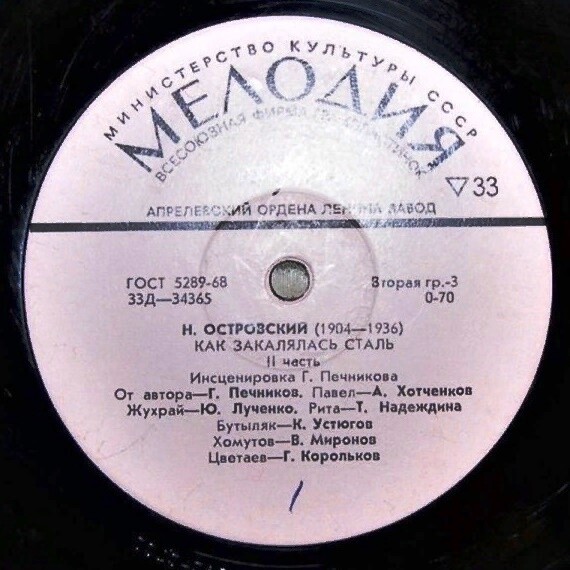 МИНИСТЕРСТВО КУЛЬТУРЫ СССР
МЕЛОДИЯ
ВСЕСОЮЗНАЯ ФИРМА ГРАМПЛАСТИНОК
▽33
АПРЕЛЕВСКИЙ ОРДЕНА ЛЕНИНА ЗАВОД
ГОСТ 5289-68 Вторая гр.-3
33Д—34365 0-70
Н. ОСТРОВСКИЙ (1904—1936)
КАК ЗАКАЛЯЛАСЬ СТАЛЬ
II часть
Инсценировка Г. Печникова
От автора—Г. Печников. Павел—А. Хотченков
Жухрай—Ю. Лученко. Рита—Т. Надеждина
Бутыляк—К. Устюгов
Хомутов—В. Миронов
Цветаев—Г. Корольков